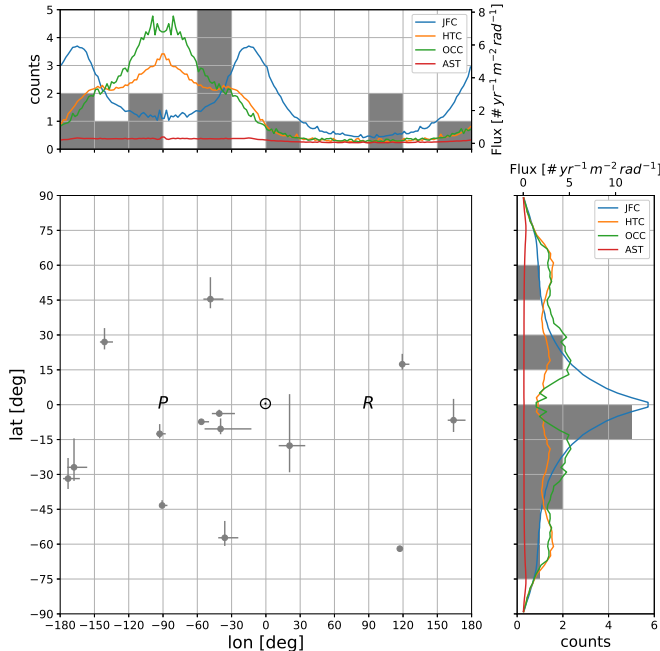 5
4
3
2
1
0
counts
8
6
4
2
0
Flux [# yr⁻¹ m⁻² rad⁻¹]
JFC
HTC
OCC
AST
Flux [# yr⁻¹ m⁻² rad⁻¹]
0 5 10
JFC
HTC
OCC
AST
90
75
60
45
30
15
0
−15
−30
−45
−60
−75
−90
lat [deg]
P ⊙ R
−180 −150 −120 −90 −60 −30 0 30 60 90 120 150 180
lon [deg]
0 2 4 6
counts